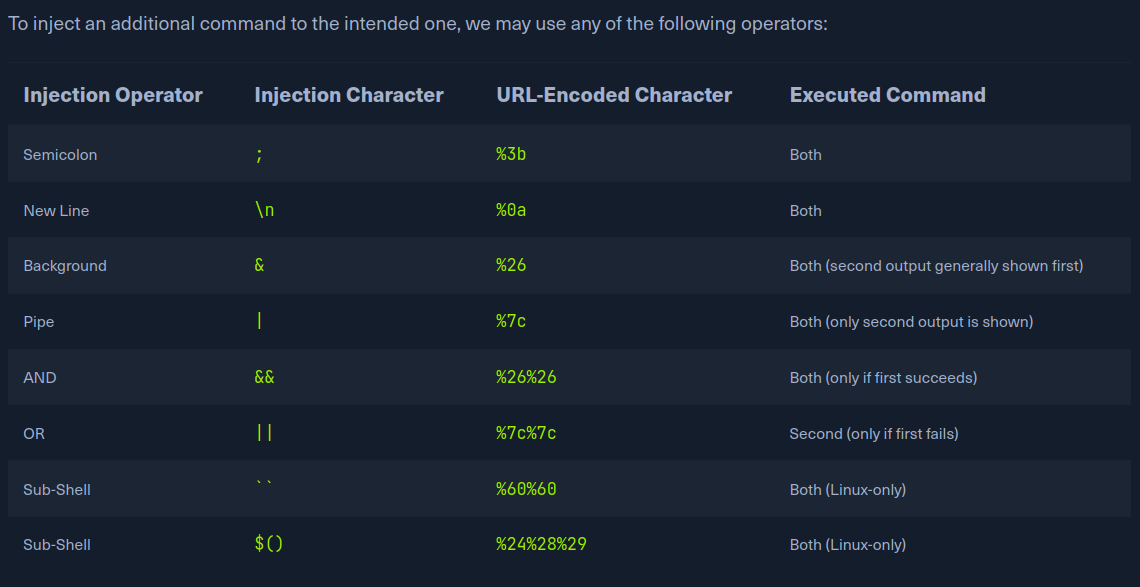 To inject an additional command to the intended one, we may use any of the following operators:
Injection Operator Injection Character URL-Encoded Character Executed Command
Semicolon ; %3b Both
New Line \n %0a Both
Background & %26 Both (second output generally shown first)
Pipe | %7c Both (only second output is shown)
AND && %26%26 Both (only if first succeeds)
OR || %7c%7c Second (only if first fails)
Sub-Shell `` %60%60 Both (Linux-only)
Sub-Shell $() %24%28%29 Both (Linux-only)